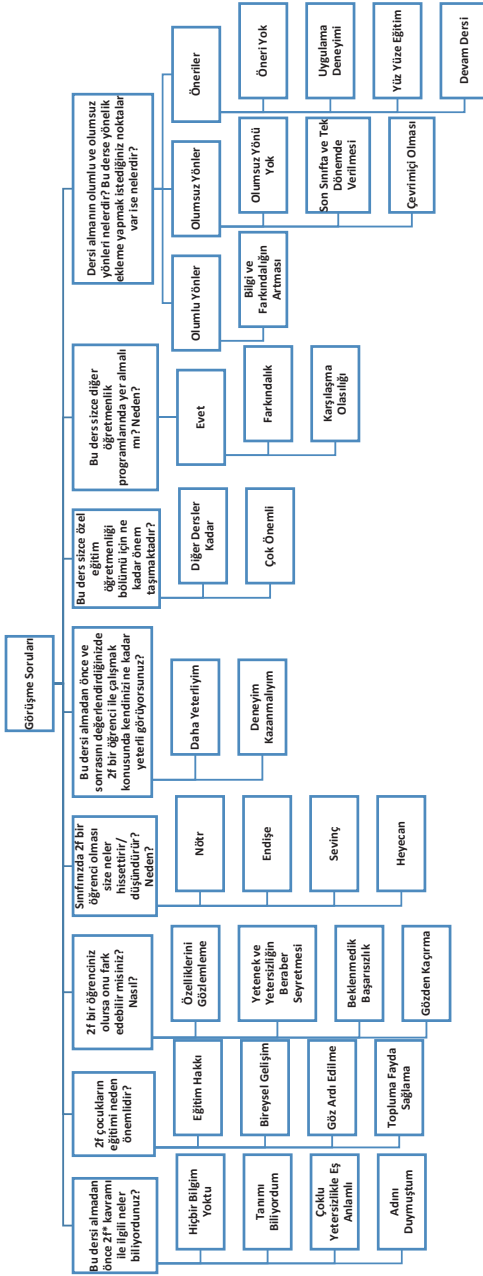 Görüşme Soruları
Bu dersi almadan
önce 2f* kavramı
ile ilgili neler
biliyordunuz?
Hiçbir Bilgim
Yoktu
Tanımı
Biliyordum
Çoklu
Yetersizlikle Eş
Anlamlı
Adını
Duymuştum
2f çocukların
eğitimi neden
önemlidir?
Eğitim Hakkı
Bireysel Gelişim
Göz Ardı Edilme
Topluma Fayda
Sağlama
2f bir öğrenciniz
olursa onu fark
edebilir misiniz?
Nasıl?
Özelliklerini
Gözlemleme
Yetenek ve
Yetersizliğin
Beraber
Seyretmesi
Beklenmedik
Başarısızlık
Gözden Kaçırma
Sınıfınızda 2f bir
öğrenci olması
size neler
hissettirir/
düşündürür?
Neden?
Nötr
Endişe
Sevinç
Heyecan
Bu dersi almadan önce ve
sonrasını değerlendirdiğinizde
2f bir öğrenci ile çalışmak
konusunda kendinizi ne kadar
yeterli görüyorsunuz?
Daha Yeterliyim
Deneyim
Kazanmalıyım
Bu ders sizce özel
eğitim
öğretmenliği
bölümü için ne
kadar önem
taşımaktadır?
Diğer Dersler
Kadar
Çok Önemli
Bu ders sizce diğer
öğretmenlik
programlarında yer almalı
mı? Neden?
Evet
Farkındalık
Karşılaşma
Olasılığı
Dersi almanın olumlu ve olumsuz
yönleri nelerdir? Bu derse yönelik
ekleme yapmak istediğiniz noktalar
var ise nelerdir?
Olumlu Yönler
Bilgi ve
Farkındalığın
Artması
Olumsuz Yönler
Olumsuz Yönü
Yok
Son Sınıfta ve Tek
Dönemde
Verilmesi
Çevrimiçi Olması
Öneriler
Öneri Yok
Uygulama
Deneyimi
Yüz Yüze Eğitim
Devam Dersi